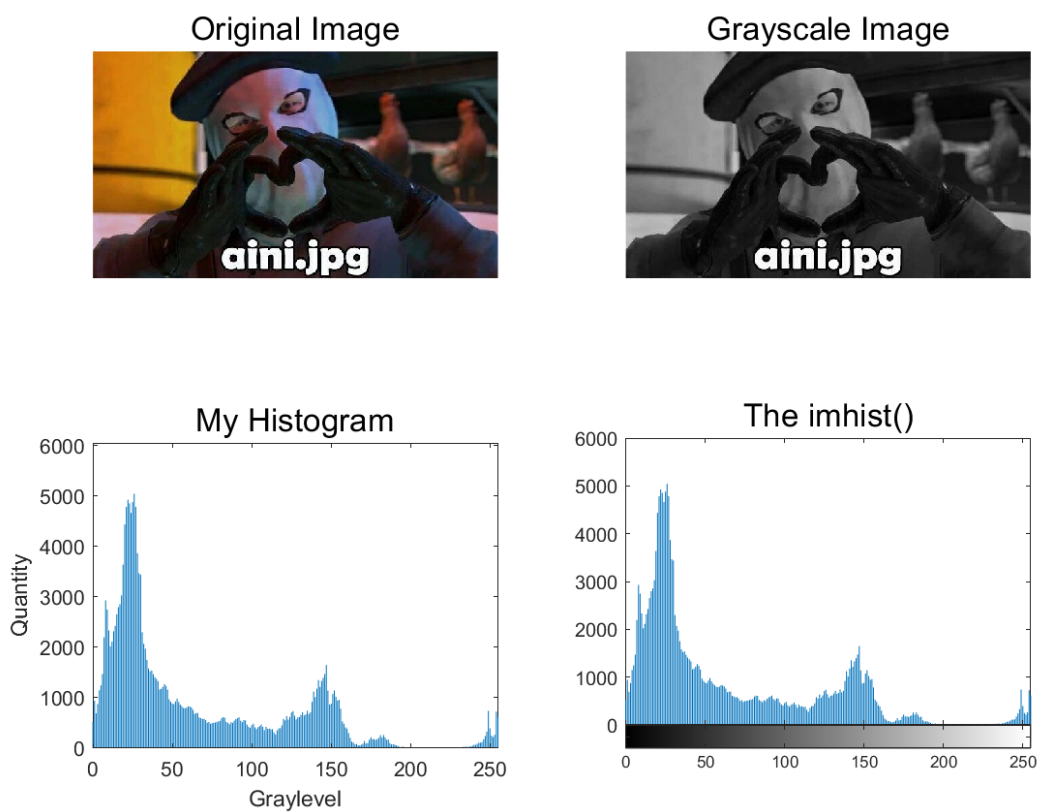 Original Image
Grayscale Image
aini.jpg
aini.jpg
My Histogram
6000
5000
4000
3000
2000
1000
0
Quantity
0 50 100 150 200 250
Graylevel
The imhist()
6000
5000
4000
3000
2000
1000
0
0 50 100 150 200 250